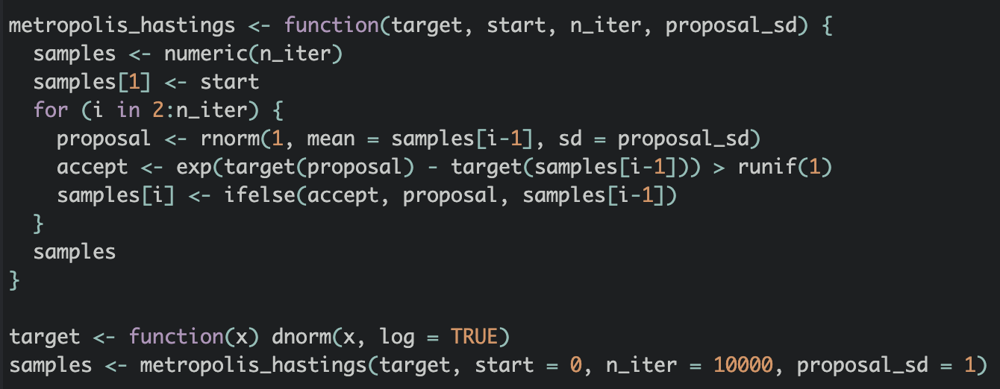 metropolis_hastings <- function(target, start, n_iter, proposal_sd) {
  samples <- numeric(n_iter)
  samples[1] <- start
  for (i in 2:n_iter) {
    proposal <- rnorm(1, mean = samples[i-1], sd = proposal_sd)
    accept <- exp(target(proposal) - target(samples[i-1])) > runif(1)
    samples[i] <- ifelse(accept, proposal, samples[i-1])
  }
  samples
}

target <- function(x) dnorm(x, log = TRUE)
samples <- metropolis_hastings(target, start = 0, n_iter = 10000, proposal_sd = 1)